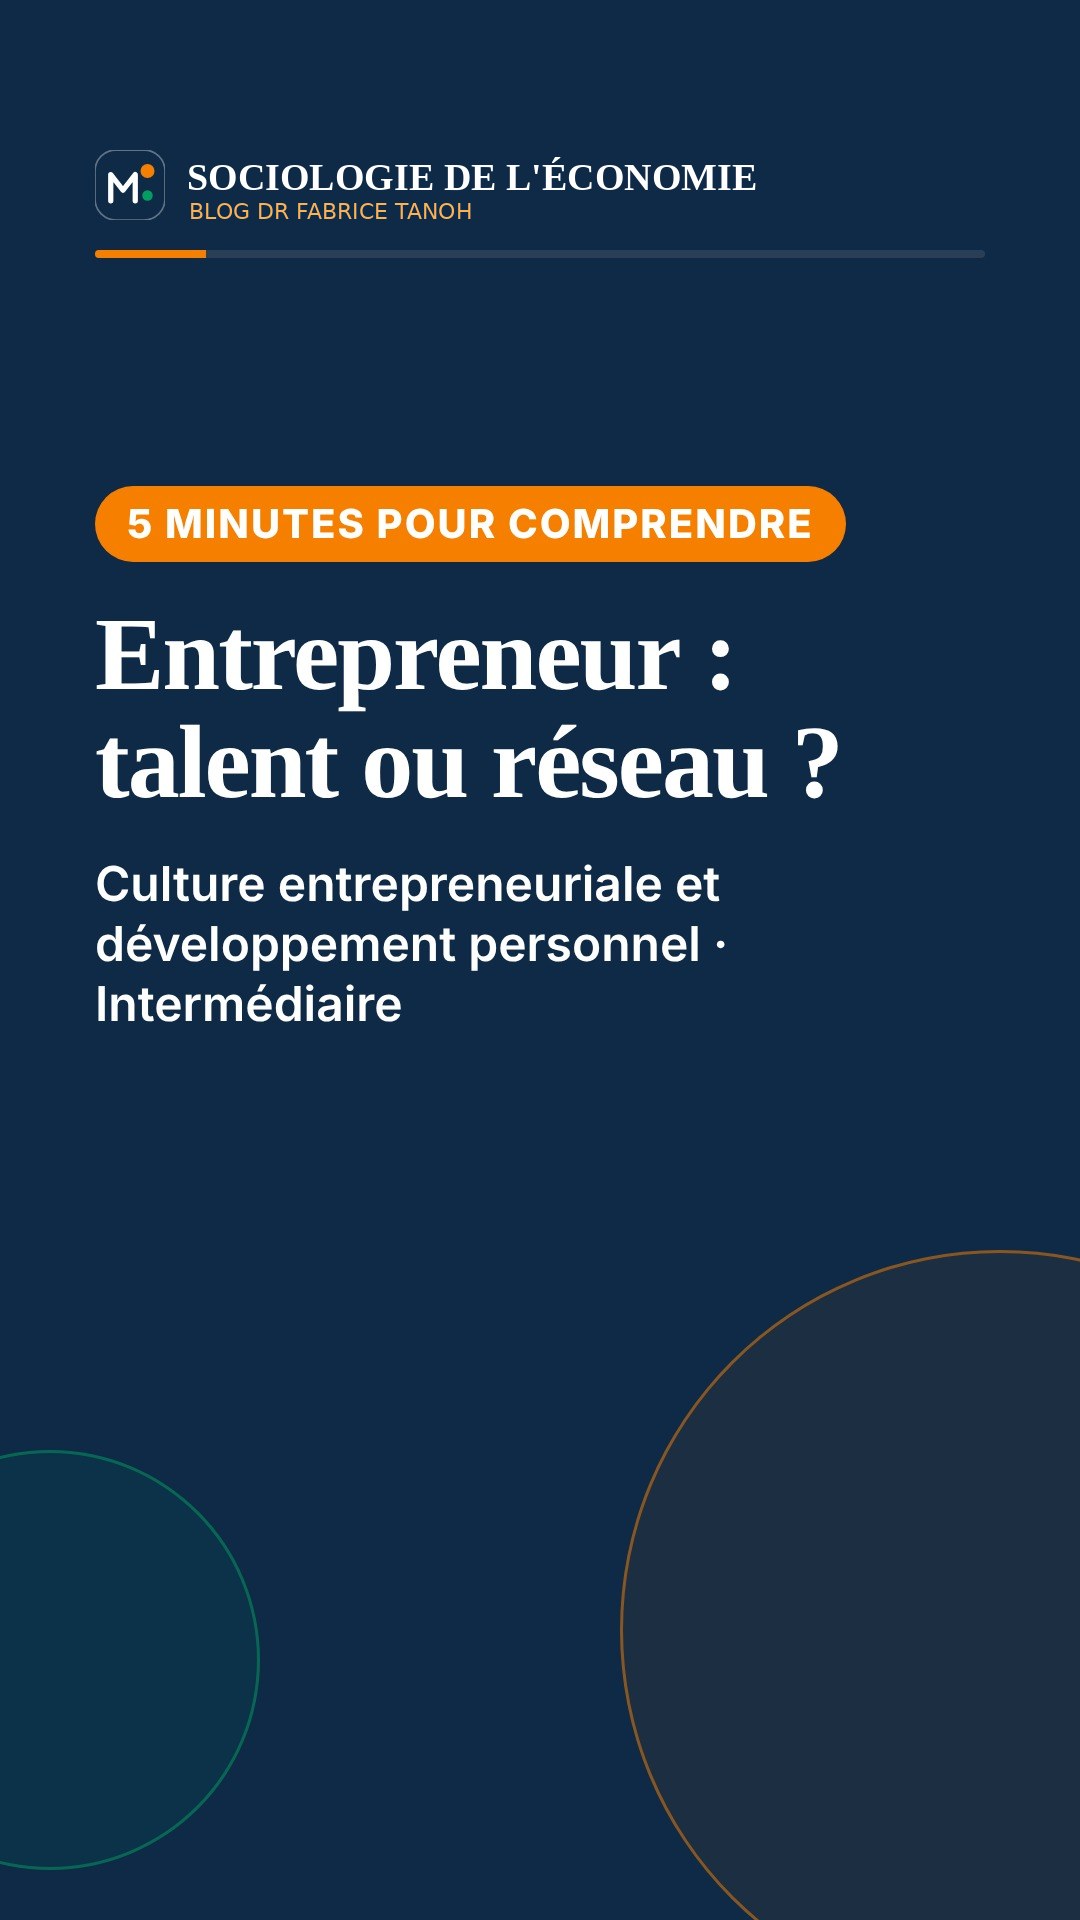 M
SOCIOLOGIE DE L'ÉCONOMIE
BLOG DR FABRICE TANOH
5 MINUTES POUR COMPRENDRE
Entrepreneur :
talent ou réseau ?
Culture entrepreneuriale et
développement personnel ·
Intermédiaire